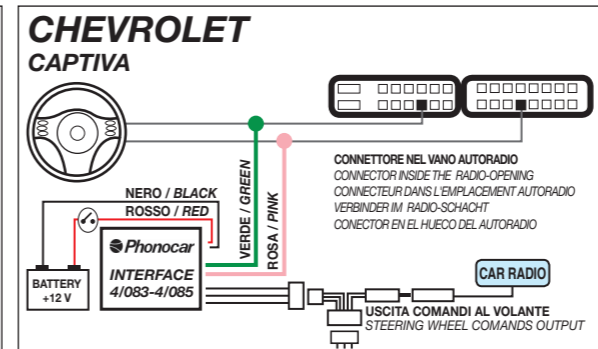 CHEVROLET
CAPTIVA
CONNETTORE NEL VANO AUTORADIO
CONNECTOR INSIDE THE RADIO-OPENING
CONNECTEUR DANS L'EMPLACEMENT AUTORADIO
VERBINDER IM RADIO-SCHACHT
CONECTOR EN EL HUECO DEL AUTORADIO
NERO / BLACK
ROSSO / RED
VERDE / GREEN
ROSA / PINK
Phonocar
INTERFACE
4/083-4/085
BATTERY
+12 V
CAR RADIO
USCITA COMANDI AL VOLANTE
STEERING WHEEL COMANDS OUTPUT